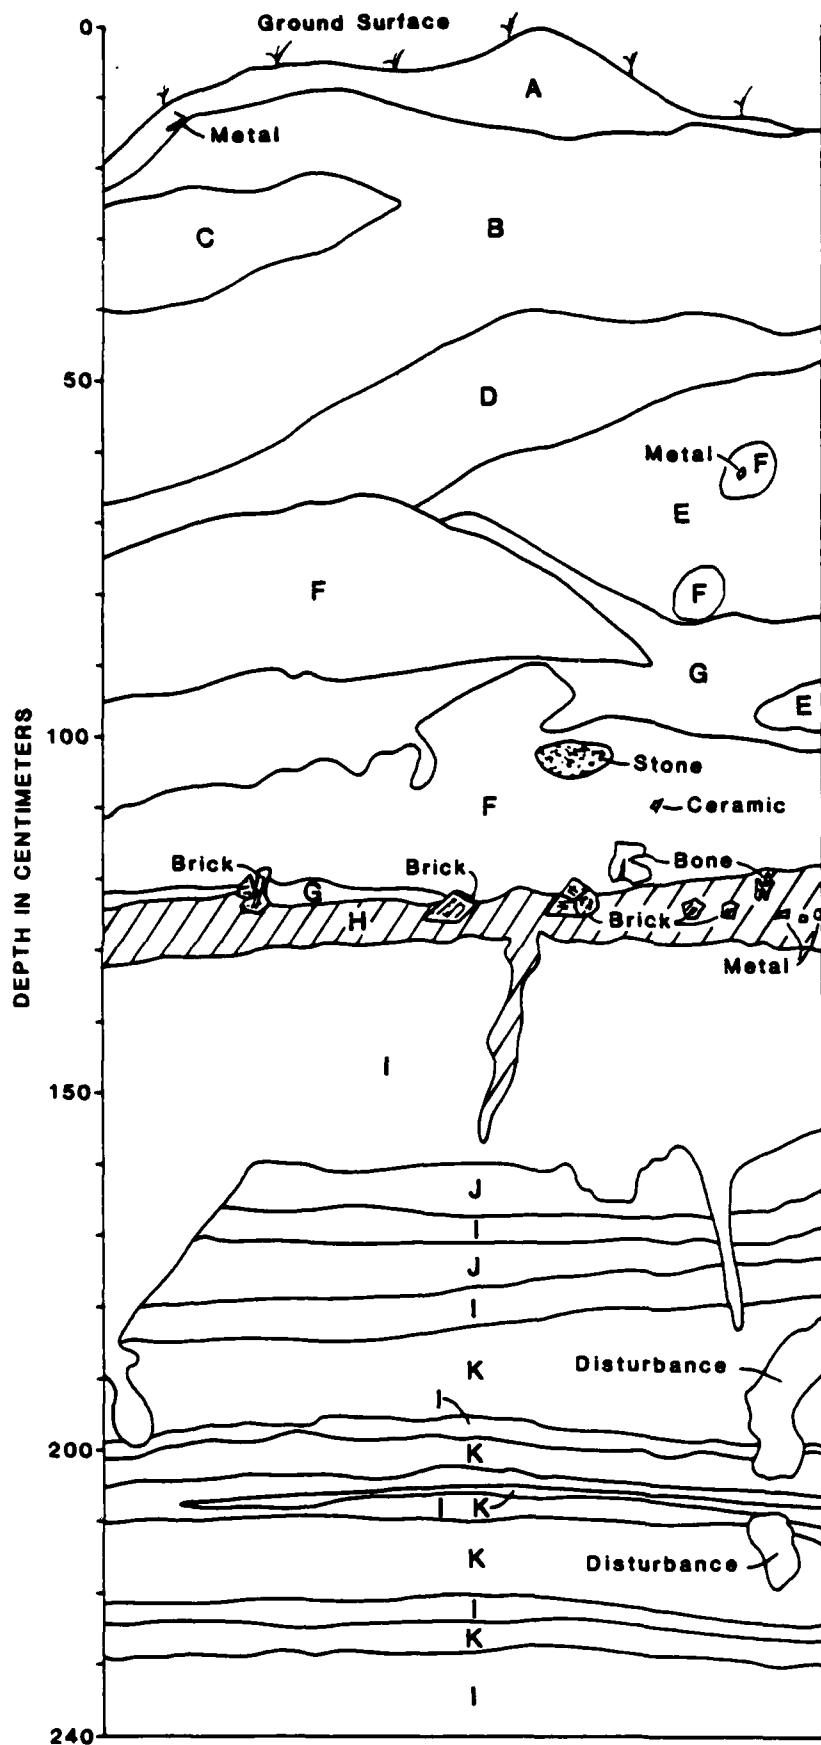 0
Ground Surface
A
Metal
C
B
50
D
Metal
F
E
F
F
G
E
DEPTH IN CENTIMETERS
100
Stone
F
Ceramic
Brick
Brick
Bone
G
H
Brick
Metal
I
150
J
I
J
I
K
Disturbance
I
200
K
I K
K
Disturbance
I
K
I
240